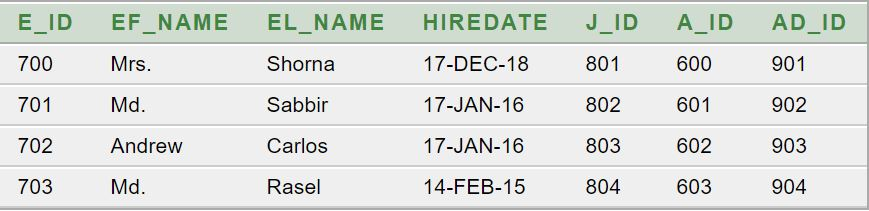 E_ID EF_NAME EL_NAME HIREDATE J_ID A_ID AD_ID
700 Mrs. Shorna 17-DEC-18 801 600 901
701 Md. Sabbir 17-JAN-16 802 601 902
702 Andrew Carlos 17-JAN-16 803 602 903
703 Md. Rasel 14-FEB-15 804 603 904